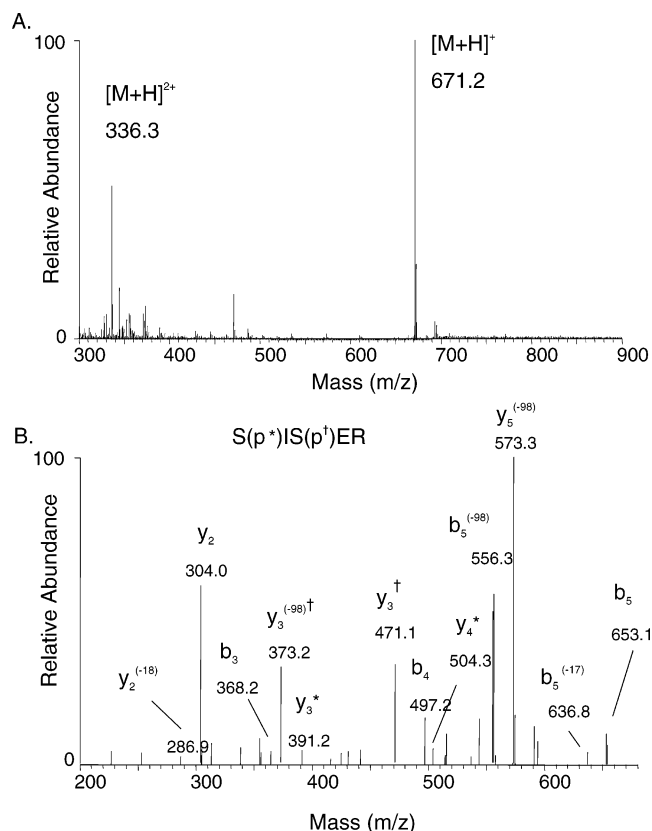 A.
100
Relative Abundance
0
[M+H]²⁺
336.3
[M+H]⁺
671.2
300 400 500 600 700 800 900
Mass (m/z)
B.
S(p*)IS(p†)ER
100
Relative Abundance
0
y₅⁽⁻⁹⁸⁾
573.3
b₅⁽⁻⁹⁸⁾
556.3
y₂
304.0
y₃⁽⁻⁹⁸⁾†
373.2
y₃†
471.1
y₄*
504.3
b₅
653.1
b₃
368.2
b₄
497.2
y₂⁽⁻¹⁸⁾
286.9
y₃*
391.2
b₅⁽⁻¹⁷⁾
636.8
200 300 400 500 600
Mass (m/z)